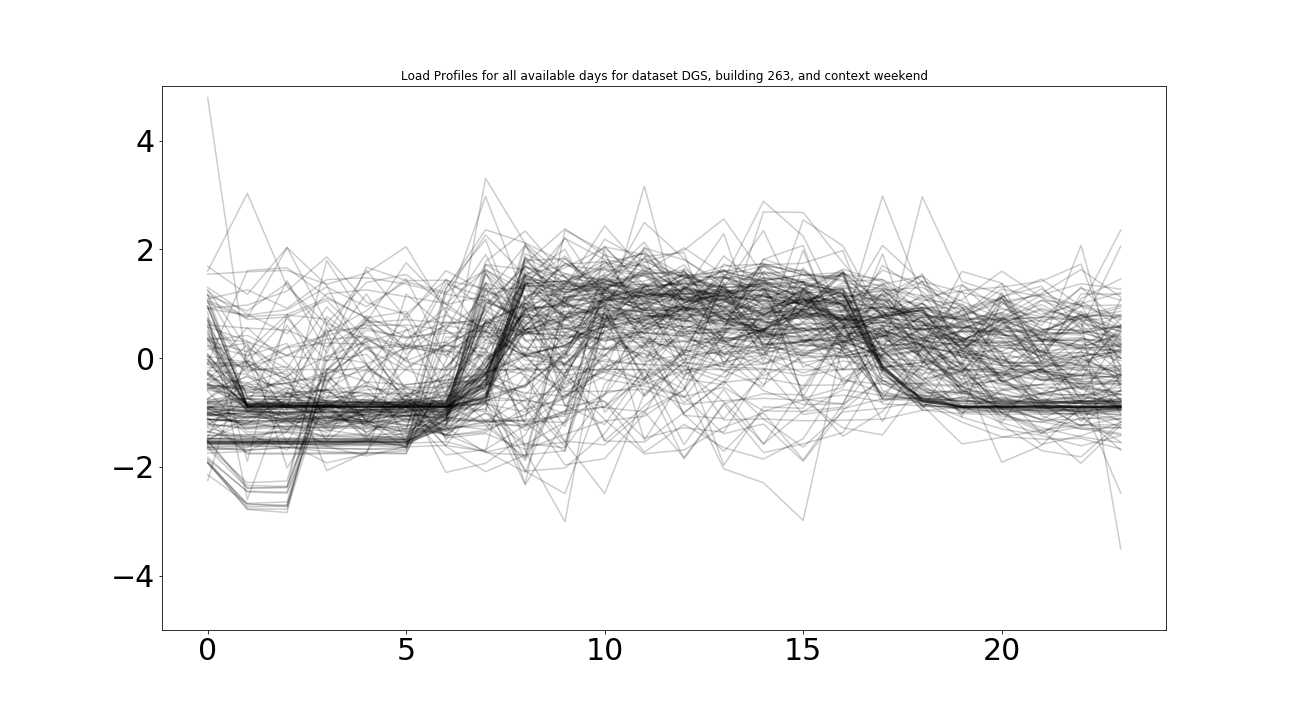 Load Profiles for all available days for dataset DGS, building 263, and context weekend
4
2
0
−2
−4
0 5 10 15 20